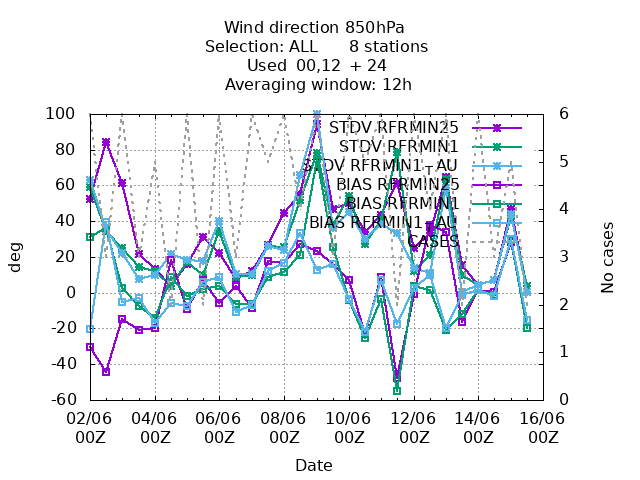 Wind direction 850hPa
Selection: ALL 8 stations
Used 00,12 + 24
Averaging window: 12h
deg
No cases
100
80
60
40
20
0
-20
-40
-60
6
5
4
3
2
1
0
STDV RFRMIN25
STDV RFRMIN1
STDV RFRMIN1_AU
BIAS RFRMIN25
BIAS RFRMIN1
BIAS RFRMIN1_AU
CASES
02/06 04/06 06/06 08/06 10/06 12/06 14/06 16/06
00Z 00Z 00Z 00Z 00Z 00Z 00Z 00Z
Date